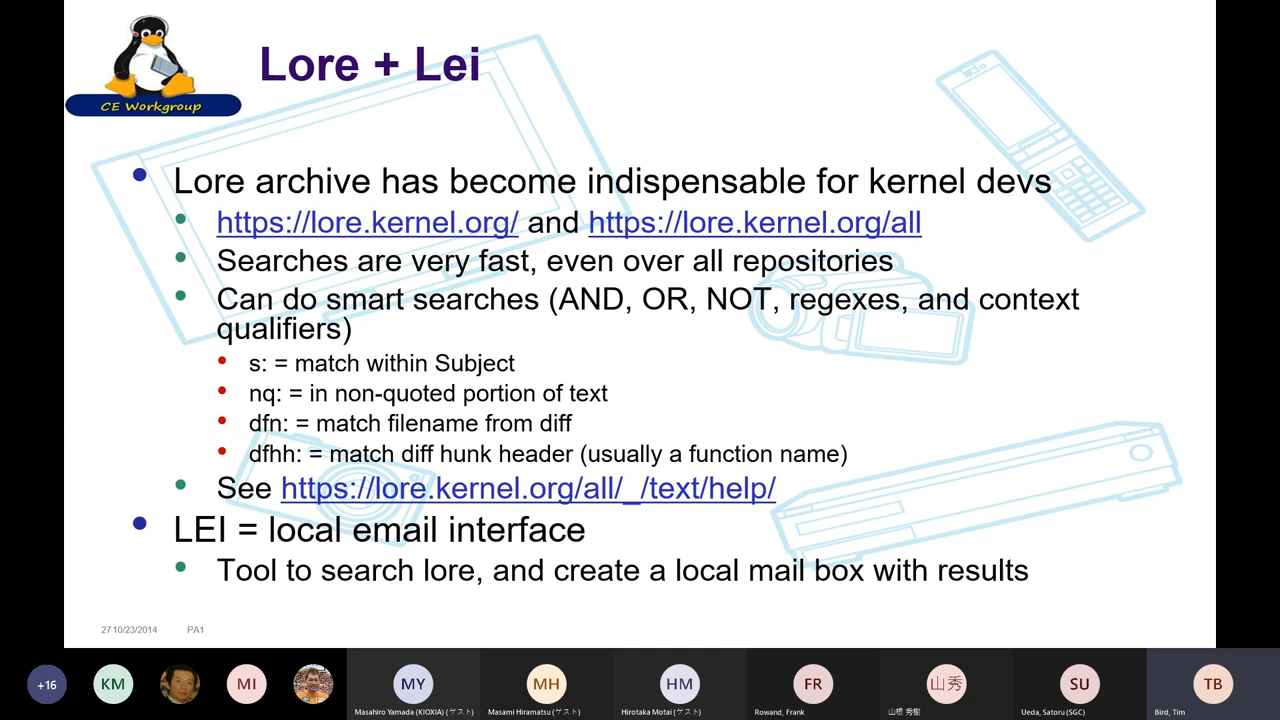 CE Workgroup
Lore + Lei
Lore archive has become indispensable for kernel devs
https://lore.kernel.org/ and https://lore.kernel.org/all
Searches are very fast, even over all repositories
Can do smart searches (AND, OR, NOT, regexes, and context
qualifiers)
s: = match within Subject
nq: = in non-quoted portion of text
dfn: = match filename from diff
dfhh: = match diff hunk header (usually a function name)
See https://lore.kernel.org/all/_/text/help/
LEI = local email interface
Tool to search lore, and create a local mail box with results
27 10/23/2014 PA1
+16 KM MI MY MH HM FR 山秀 SU TB
Masahiro Yamada (KIOXIA) (ゲスト) Masami Hiramatsu (ゲスト) Hirotaka Motai (ゲスト) Rowand, Frank 山根 秀樹 Ueda, Satoru (SGC) Bird, Tim